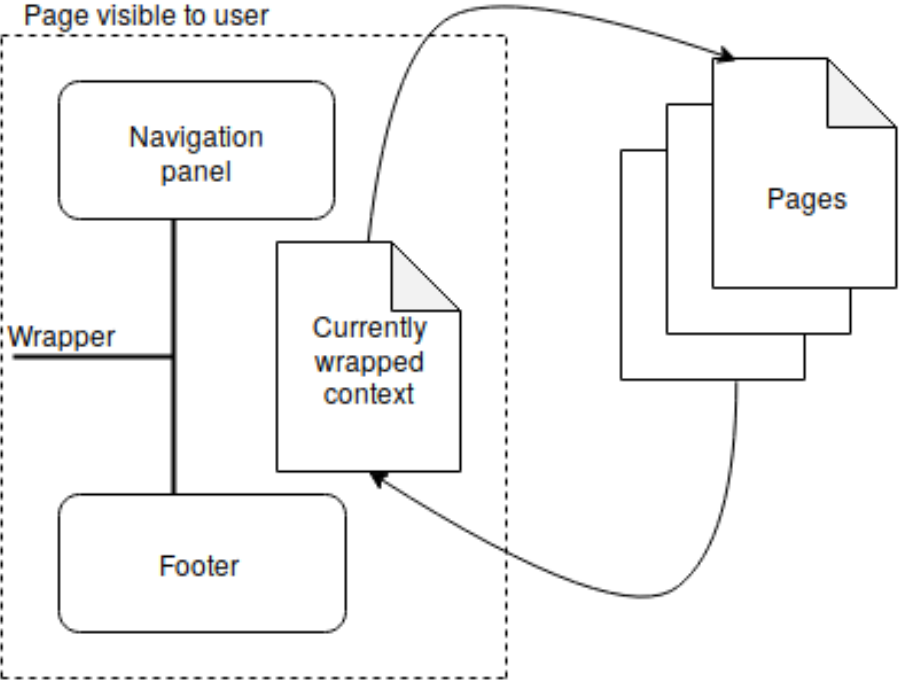 Page visible to user
Navigation
panel
Pages
Wrapper
Currently
wrapped
context
Footer